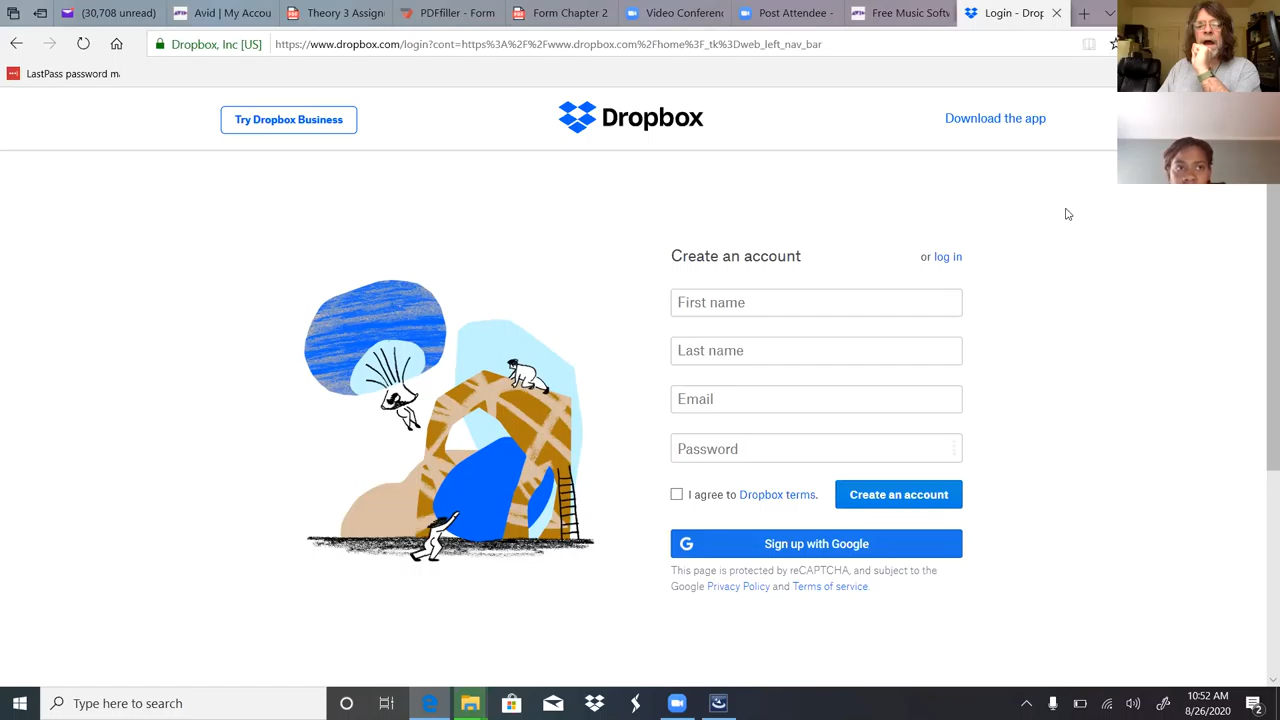 (30,708 unread)
Avid | My Accou
Theory 3 Assign
PDFfiller - Form
Form Chapter 2
Video Conferenc
Post Attendee
Free Music Softw
Login - Drop
Dropbox, Inc [US]
https://www.dropbox.com/login?cont=https%3A%2F%2Fwww.dropbox.com%2Fhome%3F_tk%3Dweb_left_nav_bar
LastPass password ma
Try Dropbox Business
Dropbox
Download the app
Create an account
or log in
First name
Last name
Email
Password
I agree to Dropbox terms.
Create an account
Sign up with Google
This page is protected by reCAPTCHA, and subject to the
Google Privacy Policy and Terms of service.
Type here to search
10:52 AM
8/26/2020
2